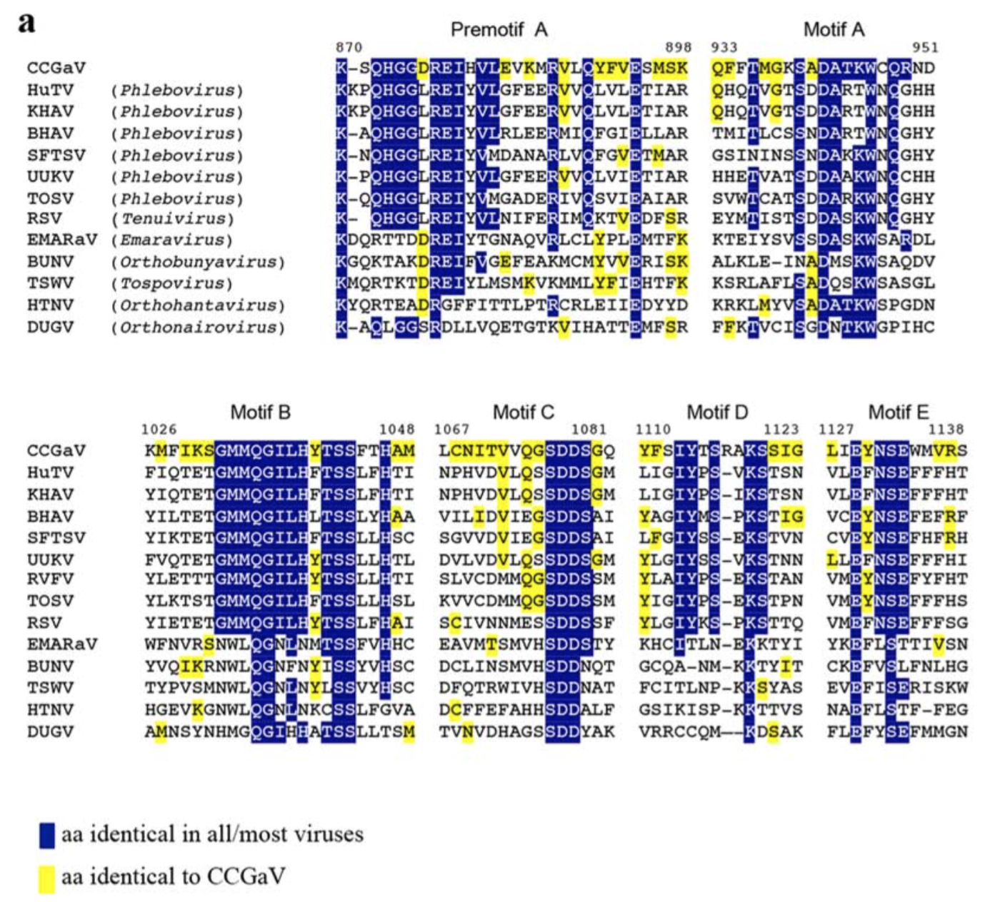 a
Premotif A Motif A
870 898 933 951
CCGaV K-SQHGGDREIHVLEVKMRVLQYFVESMSK QFFTMGKSADATKWCQRND
HuTV (Phlebovirus) KKPQHGGLREIYVLGFEERVVQLVLETIAR QHQTVGTSDDARTWNQGHH
KHAV (Phlebovirus) KKPQHGGLREIYVLGFEERVVQLVLETIAR QHQTVGTSDDARTWNQGHH
BHAV (Phlebovirus) K-AQHGGLREIYVLRLEERMIQFGIELLAR TMITLCSSNDARTWNQGHY
SFTSV (Phlebovirus) K-NQHGGLREIYVMDANARLVQFGVETMAR GSININSSNDAKKWNQGHY
UUKV (Phlebovirus) K-PQHGGLREIYVLGFEERVVQLVIETIAR HHETVATSDDAAKWNQCHH
TOSV (Phlebovirus) K-QQHGGLREIYVMGADERIVQSVIEAIAR SVWTCATSDDARKWNQGHY
RSV (Tenuivirus) K- QHGGLREIYVLNIFERIMQKTVEDFSR EYMTISTSDDASKWNQGHY
EMARaV (Emaravirus) KDQRTTDDREIYTGNAQVRLCLYPLEMTFK KTEIYSVSSDASKWSARDL
BUNV (Orthobunyavirus) KGQKTAKDREIFVGEFEAKMCMYVVERISK ALKLE-INADMSKWSAQDV
TSWV (Tospovirus) KMQRTKTDREIYLMSMKVKMMLYFIEHTFK KSRLAFLSADQSKWSASGL
HTNV (Orthohantavirus) KYQRTEADRGFFITTLPTRCRLEIIEDYYD KRKLMYVSADATKWSPGDN
DUGV (Orthonairovirus) K-AQLGGSRDLLVQETGTKVIHATTEMFSR FFKTVCISGDNTKWGPIHC
Motif B Motif C Motif D Motif E
1026 1048 1067 1081 1110 1123 1127 1138
CCGaV KMFIKSGMMQGILHYTSSFTHAM LCNITVVQGSDDSGQ YFSIYTSRAKSSIG LIEYNSEWMVRS
HuTV FIQTETGMMQGILHFTSSLFHTI NPHVDVLQSSDDSGM LIGIYPS-VKSTSN VLEFNSEFFFHT
KHAV YIQTETGMMQGILHFTSSLFHTI NPHVDVLQSSDDSGM LIGIYPS-IKSTSN VLEFNSEFFFHT
BHAV YILTETGMMQGILHLTSSLYHAA VILIDVIEGSDDSAI YAGIYMS-PKSTIG VCEYNSEFEFRF
SFTSV YIKTETGMMQGILHFTSSLLHSC SGVVDVIEGSDDSAI LFGIYSS-EKSTVN CVEYNSEFHFRH
UUKV FVQTETGMMQGILHYTSSLLHTL DVLVDVLQSSDDSGM YLGIYSS-VKSTNN LLEFNSEFFFHI
RVFV YLETTTGMMQGILHYTSSLLHTI SLVCDMMQGSDDSSM YLAIYPS-EKSTAN VMEYNSEFYFHT
TOSV YLKTSTGMMQGILHFTSSLLHSL KVVCDMMQGSDDSSM YIGIYPS-EKSTPN VMEYNSEFFFHS
RSV YIETETGMMQGILHYTSSLFHAI SCIVNNMESSDDSSF YLGIYKS-PKSTTQ VMEFNSEFFFSG
EMARaV WFNVRSNWLQGNLNMTSSFVHHC EAVMTSMVHSDDSTY KHCITLN-EKKTYI YKEFLSTTIVSN
BUNV YVQIKRNWLQGNFNYISSYVHSC DCLINSMVHSDDNQT GCQA-NM-KKTYIT CKEFVSLFNLHG
TSWV TYPVSMNWLQGNLNYLSSVYHSC DFQTRWIVHSDDNAT FCITLNP-KKSYAS EVEFISERISKW
HTNV HGEVKGNWLQGNLNKCSSLFGVA DCFFEFAHHSDDALF GSIKISP-KKTTVS NAEFLSTF-FEG
DUGV AMNSYNHMGQGIHHATSSLLTSM TVNVDHAGSSDDYAK VRRCCQM--KDSAK FLEFYSEFMMGN
aa identical in all/most viruses
aa identical to CCGaV